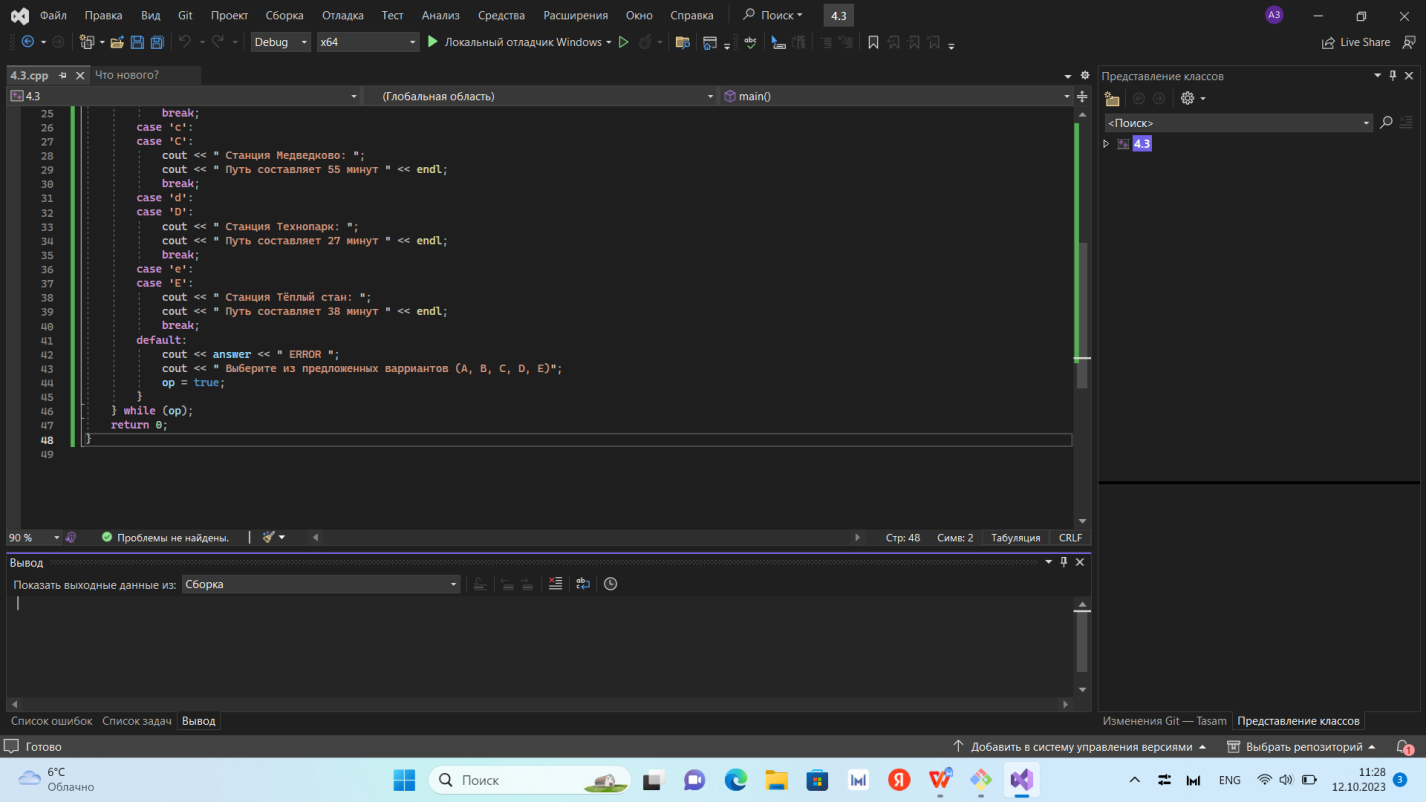 Файл Правка Вид Git Проект Сборка Отладка Тест Анализ Средства Расширения Окно Справка Поиск 4.3 АЗ
Debug x64 Локальный отладчик Windows Live Share
4.3.cpp Что нового?
4.3 (Глобальная область) main()
25 break;
26 case 'c':
27 case 'C':
28 cout << " Станция Медведково: ";
29 cout << " Путь составляет 55 минут " << endl;
30 break;
31 case 'd':
32 case 'D':
33 cout << " Станция Технопарк: ";
34 cout << " Путь составляет 27 минут " << endl;
35 break;
36 case 'e':
37 case 'E':
38 cout << " Станция Тёплый стан: ";
39 cout << " Путь составляет 38 минут " << endl;
40 break;
41 default:
42 cout << answer << " ERROR ";
43 cout << " Выберите из предложенных варриантов (A, B, C, D, E)";
44 op = true;
45 }
46 } while (op);
47 return 0;
48 }
49
90 % Проблемы не найдены. Стр: 48 Симв: 2 Табуляция CRLF
Вывод
Показать выходные данные из: Сборка
Список ошибок Список задач Вывод
Представление классов
<Поиск>
4.3
Изменения Git — Tasam Представление классов
Готово Добавить в систему управления версиями Выбрать репозиторий 1
6°C
Облачно
Поиск
ENG
11:28
12.10.2023 3